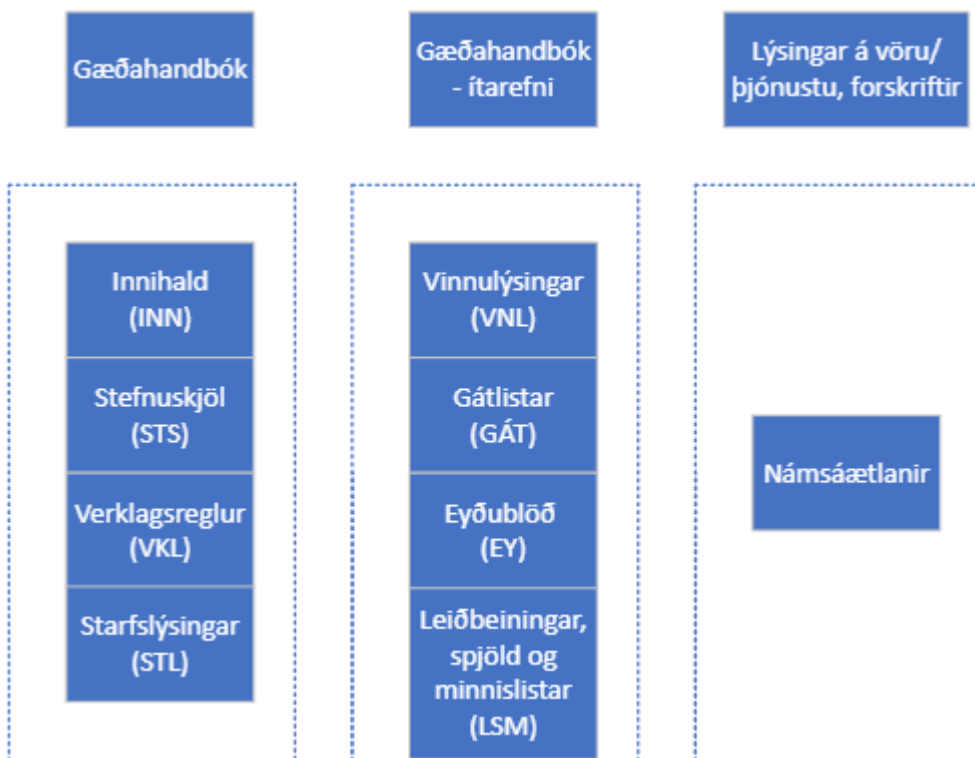 Gæðahandbók
Gæðahandbók
- ítarefni
Lýsingar á vöru/
þjónustu, forskriftir
Innihald
(INN)
Stefnuskjöl
(STS)
Verklagsreglur
(VKL)
Starfslýsingar
(STL)
Vinnulýsingar
(VNL)
Gátlistar
(GÁT)
Eyðublöð
(EY)
Leiðbeiningar,
spjöld og
minnislistar
(LSM)
Námsáætlanir